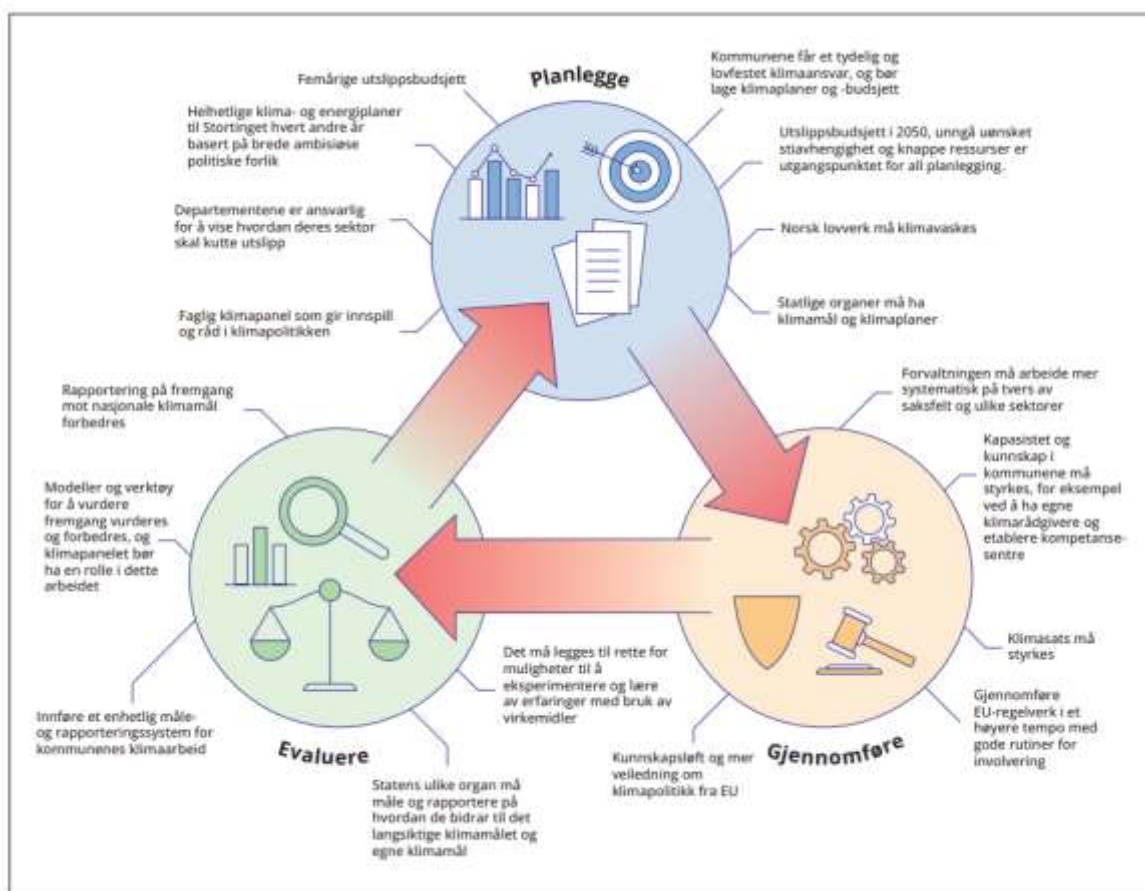 Planlegge
Femårige utslippsbudsjett
Helhetlige klima- og energiplaner
til Stortinget hvert andre år
basert på brede ambisiøse
politiske forlik
Departementene er ansvarlig
for å vise hvordan deres sektor
skal kutte utslipp
Faglig klimapanel som gir innspill
og råd i klimapolitikken
Kommunene får et tydelig og
lovfestet klimaansvar, og bør
lage klimaplaner og -budsjett
Utslippsbudsjett i 2050, unngå uønsket
stiavhengighet og knappe ressurser er
utgangspunktet for all planlegging.
Norsk lovverk må klimavaskes
Statlige organer må ha
klimamål og klimaplaner
Forvaltningen må arbeide mer
systematisk på tvers av
saksfelt og ulike sektorer
Kapasistet og
kunnskap i
kommunene må
styrkes, for eksempel
ved å ha egne
klimarådgivere og
etablere kompetanse-
sentre
Klimasats må
styrkes
Gjennomføre
EU-regelverk i et
høyere tempo med
gode rutiner for
involvering
Kunnskapsløft og mer
veiledning om
klimapolitikk fra EU
Gjennomføre
Rapportering på fremgang
mot nasjonale klimamål
forbedres
Modeller og verktøy
for å vurdere
fremgang vurderes
og forbedres, og
klimapanelet bør
ha en rolle i dette
arbeidet
Innføre et enhetlig måle-
og rapporteringssystem for
kommunenes klimaarbeid
Evaluere
Det må legges til rette for
muligheter til å
eksperimentere og lære
av erfaringer med bruk av
virkemidler
Statens ulike organ må
måle og rapportere på
hvordan de bidrar til det
langsiktige klimamålet og
egne klimamål